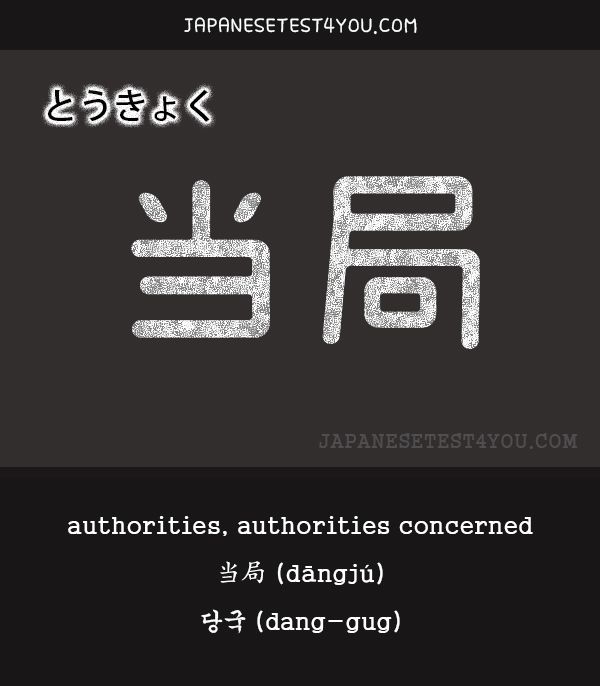 JAPANESETEST4YOU.COM
とうきょく
当局
JAPANESETEST4YOU.COM
authorities, authorities concerned
当局 (dāngjú)
당국 (dang-gug)